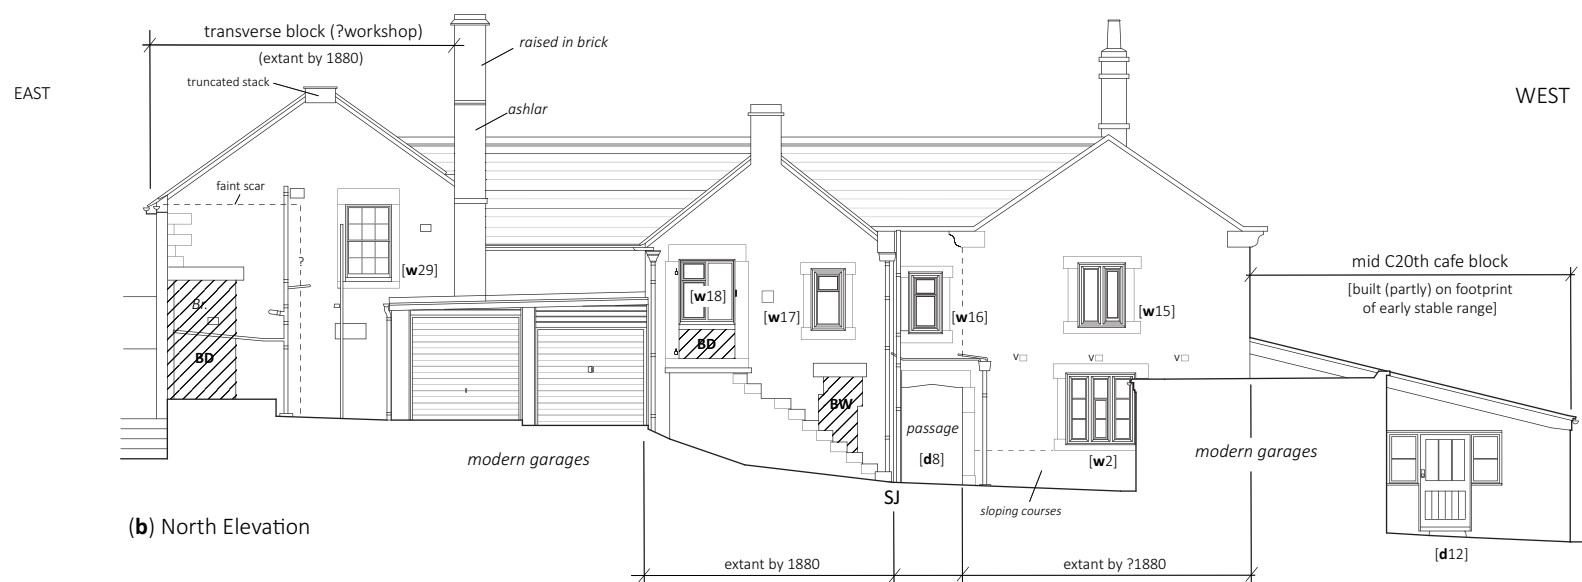 transverse block (?workshop)
(extant by 1880)
truncated stack
raised in brick
ashlar
EAST
WEST
faint scar
?
[w29]
Br.
BD
[w18]
BD
[w17]
BW
[w16]
passage
[d8]
[w15]
v
v
v
[w2]
mid C20th cafe block
[built (partly) on footprint
of early stable range]
modern garages
modern garages
SJ
sloping courses
[d12]
(b) North Elevation
extant by 1880
extant by ?1880